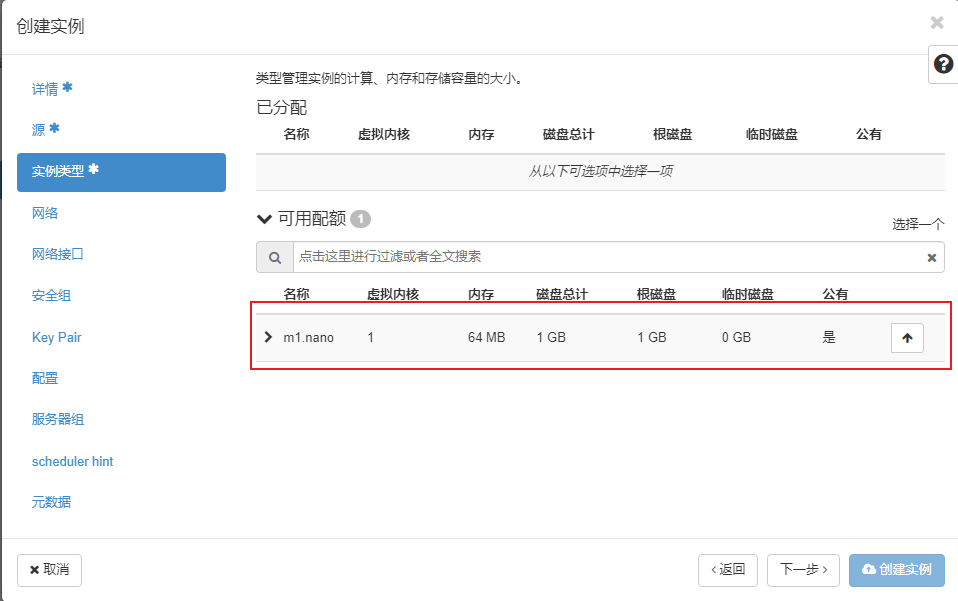 创建实例
详情 *
源 *
实例类型 *
网络
网络接口
安全组
Key Pair
配置
服务器组
scheduler hint
元数据
类型管理实例的计算、内存和存储容量的大小。
已分配
名称 虚拟内核 内存 磁盘总计 根磁盘 临时磁盘 公有
从以下可选项中选择一项
可用配额 1
选择一个
点击这里进行过滤或者全文搜索
名称 虚拟内核 内存 磁盘总计 根磁盘 临时磁盘 公有
m1.nano 1 64 MB 1 GB 1 GB 0 GB 是
取消
返回
下一步
创建实例